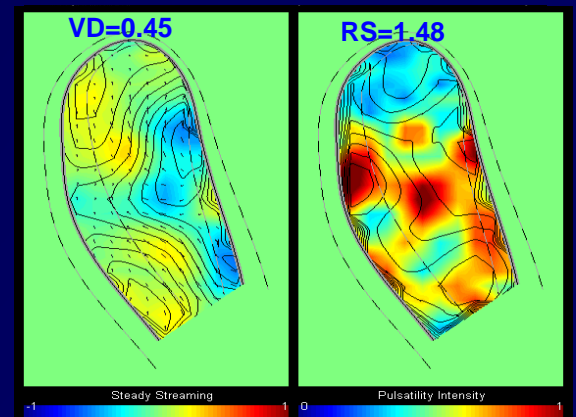 VD=0.45
RS=1.48
Steady Streaming
-1 1
Pulsatility Intensity
0 1